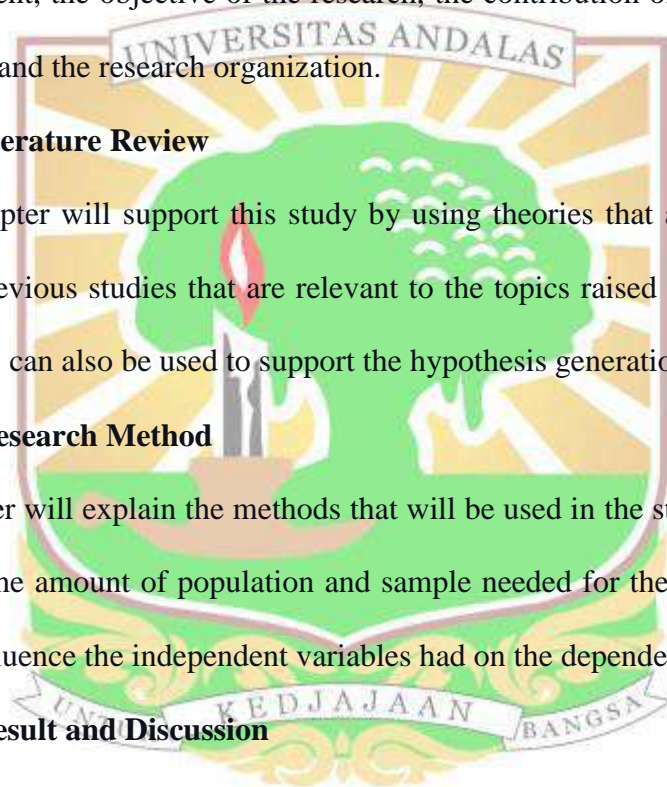 ent, the objective of the research, the contribution o
UNIVERSITAS ANDALAS
and the research organization.
erature Review
pter will support this study by using theories that a
evious studies that are relevant to the topics raised
can also be used to support the hypothesis generatio
esearch Method
er will explain the methods that will be used in the st
he amount of population and sample needed for the
luence the independent variables had on the depende
UNTUK KEDJAJAAN BANGSA
esult and Discussion